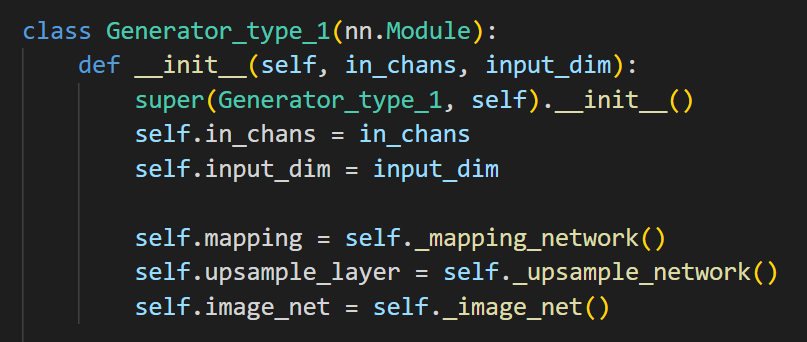 class Generator_type_1(nn.Module):
    def __init__(self, in_chans, input_dim):
        super(Generator_type_1, self).__init__()
        self.in_chans = in_chans
        self.input_dim = input_dim

        self.mapping = self._mapping_network()
        self.upsample_layer = self._upsample_network()
        self.image_net = self._image_net()